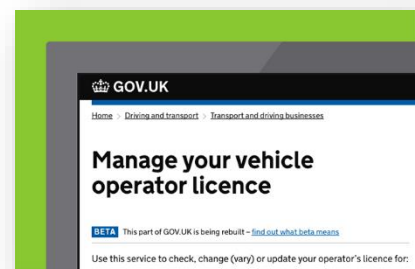 GOV.UK
Home > Driving and transport > Transport and driving businesses
Manage your vehicle
operator licence
BETA This part of GOV.UK is being rebuilt – find out what beta means
Use this service to check, change (vary) or update your operator's licence for: